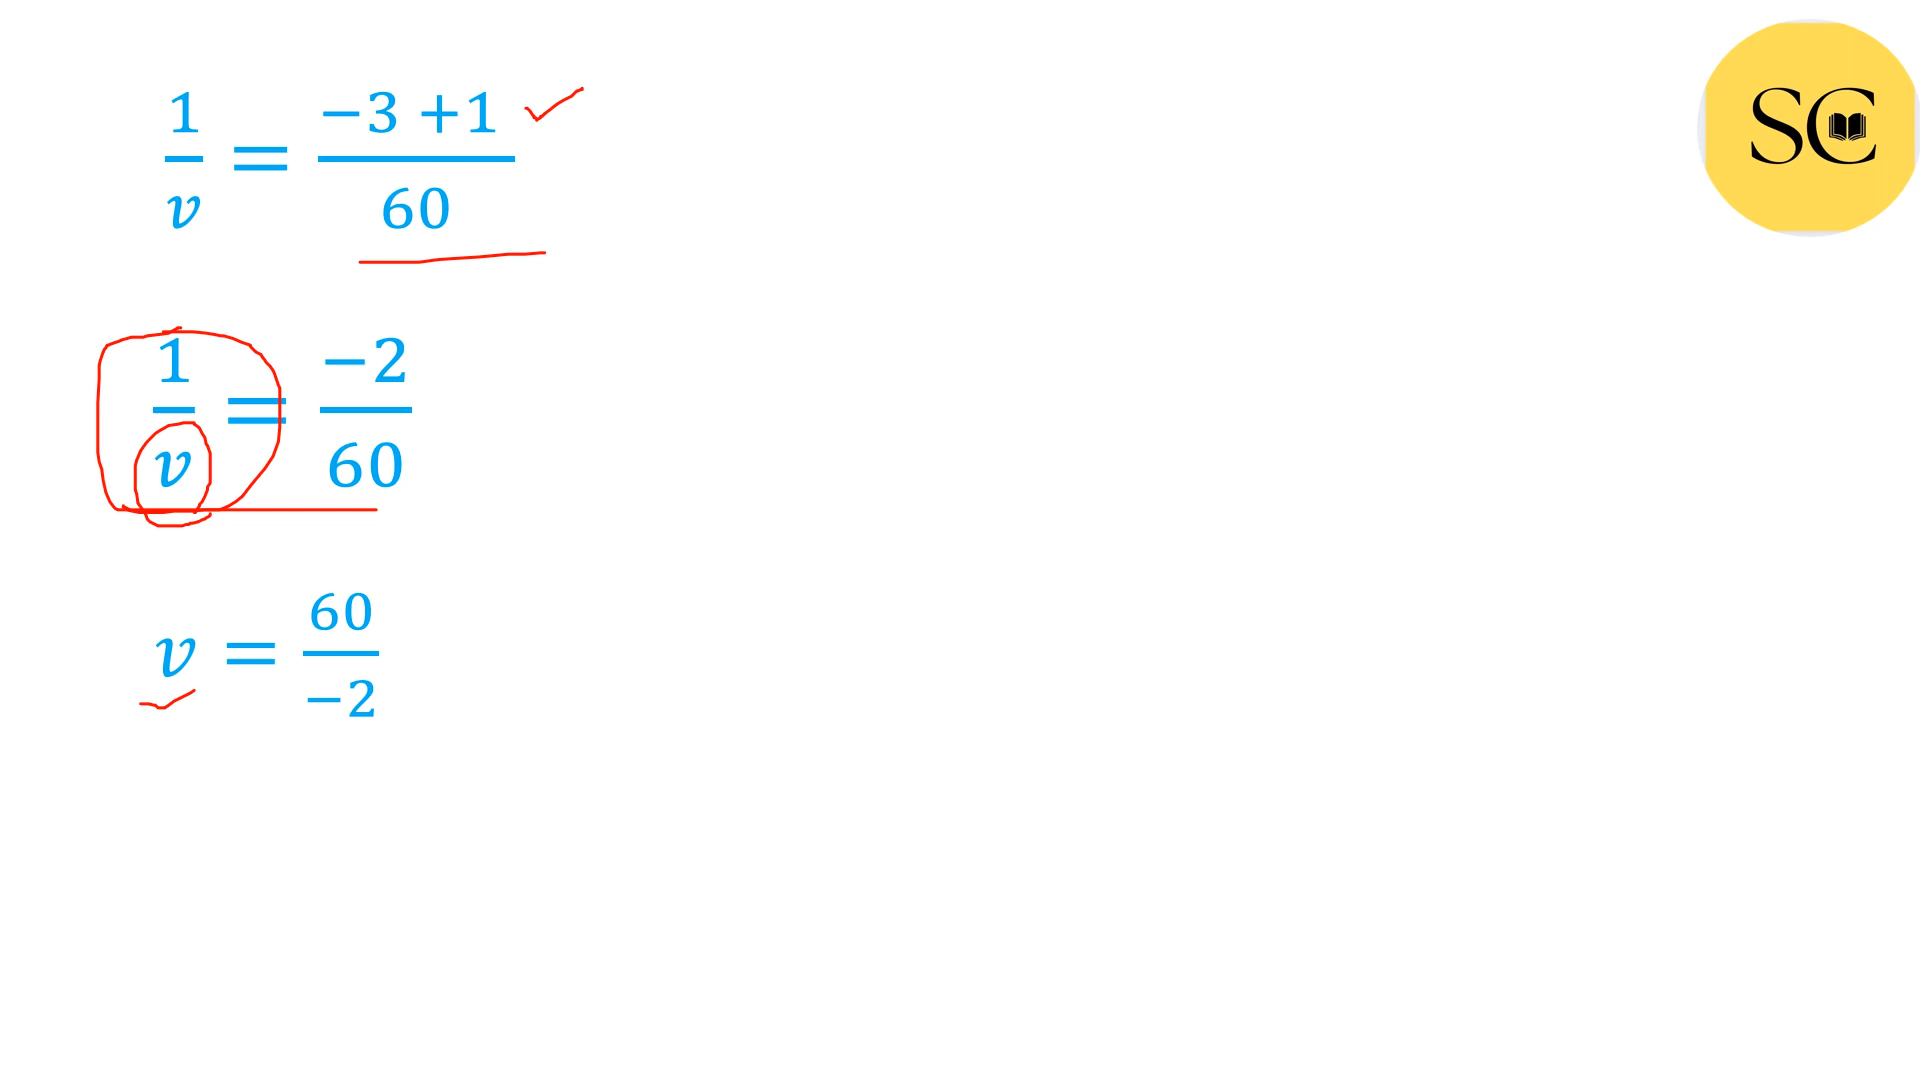 1/v = (−3 +1)/60
1/v = −2/60
v = 60/−2
SC